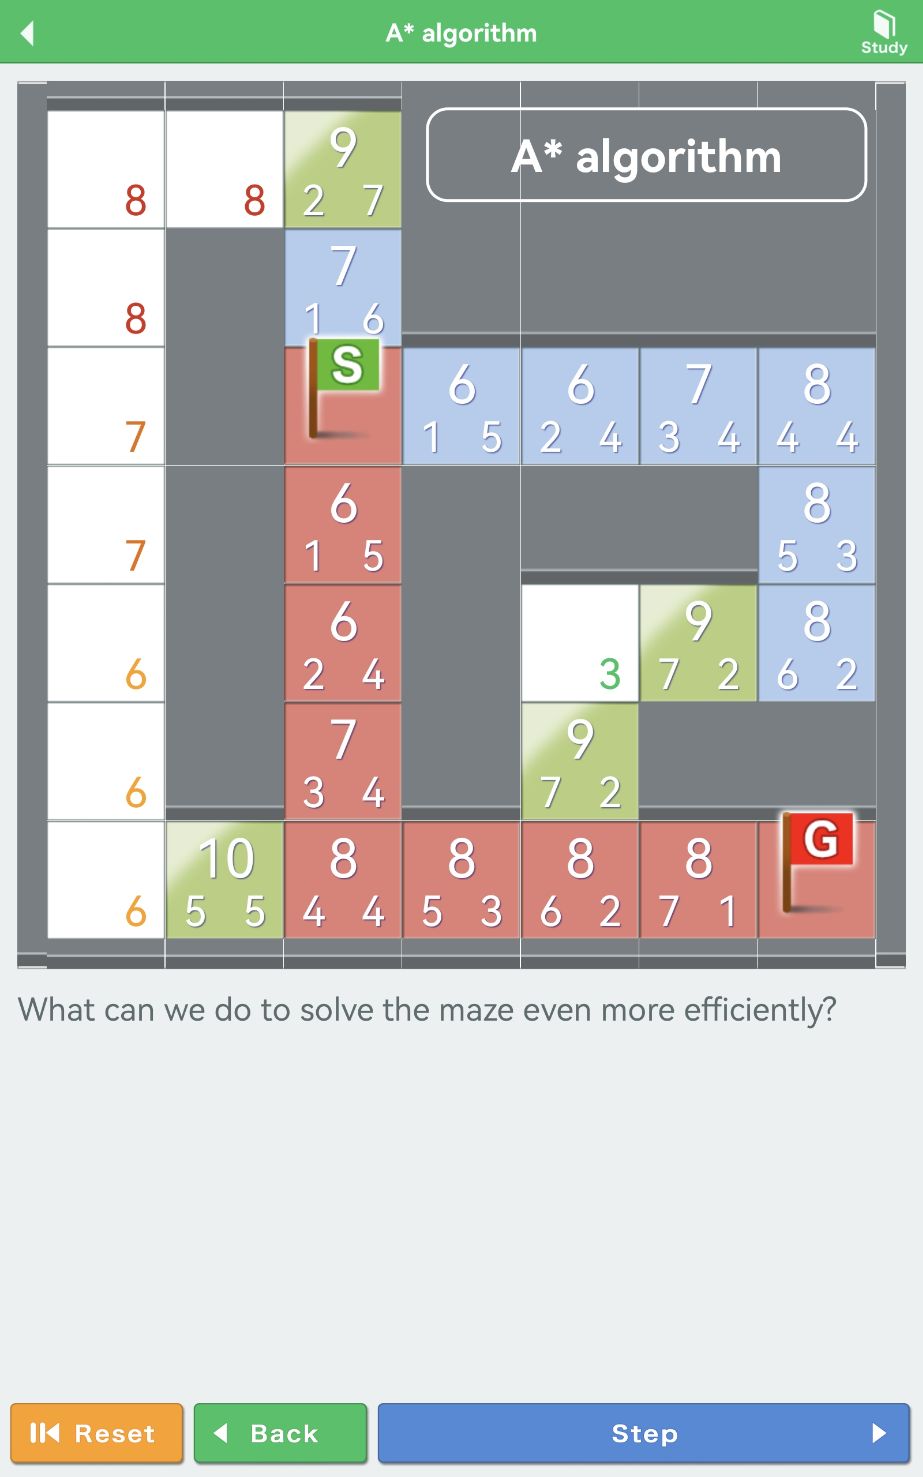 A* algorithm
Study
9
A* algorithm
8 8 2 7
7
8 1 6
S 6 6 7 8
7 1 5 2 4 3 4 4 4
6 8
7 1 5 5 3
6 9 8
6 2 4 3 7 2 6 2
7 9
6 3 4 7 2
10 8 8 8 8 G
6 5 5 4 4 5 3 6 2 7 1
What can we do to solve the maze even more efficiently?
Reset Back Step